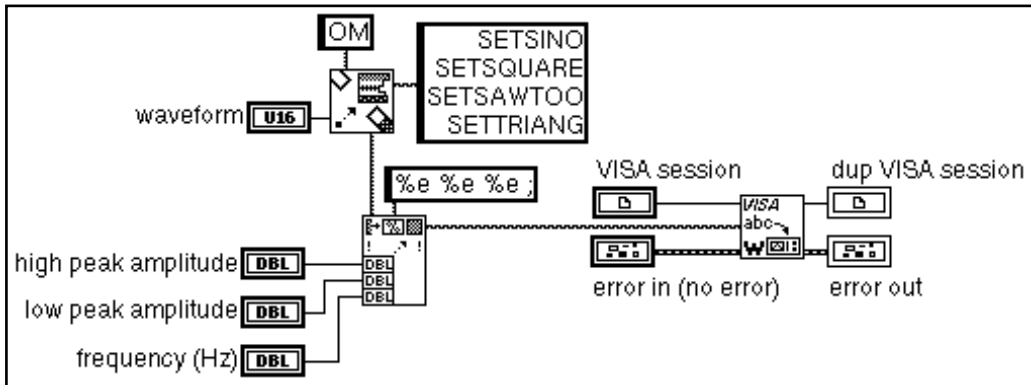 OM
SETSINO
SETSQUARE
SETSAWTOO
SETTRIANG
waveform
U16
%e %e %e ;
VISA session
dup VISA session
VISA
abc
W
error in (no error)
error out
high peak amplitude
DBL
low peak amplitude
DBL
frequency (Hz)
DBL
%
! !
DBL
DBL
DBL